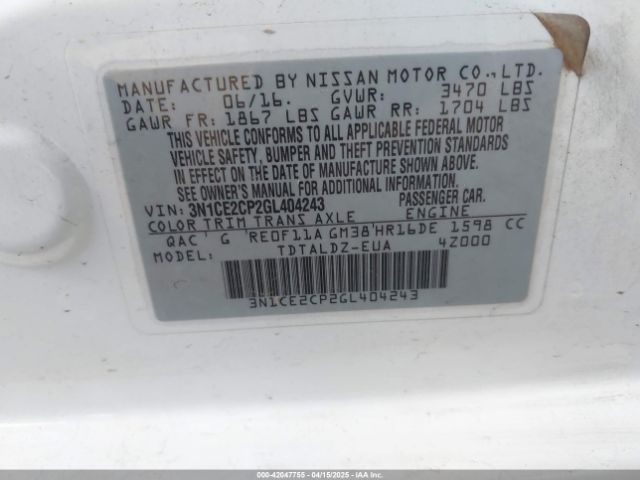 MANUFACTURED BY NISSAN MOTOR CO., LTD.
DATE: 06/16. GVWR: 3470 LBS
GAWR FR: 1867 LBS GAWR RR: 1704 LBS
THIS VEHICLE CONFORMS TO ALL APPLICABLE FEDERAL MOTOR
VEHICLE SAFETY, BUMPER AND THEFT PREVENTION STANDARDS
IN EFFECT ON THE DATE OF MANUFACTURE SHOWN ABOVE.
SEE OWNER'S MANUAL FOR ADDITIONAL INFORMATION
VIN: 3N1CE2CP2GL404243 PASSENGER CAR.
COLOR TRIM TRANS AXLE ENGINE
QAC G RE0F11A GM38 HR16DE 1598 CC
MODEL: TDTALDZ-EUA 4Z000
3N1CE2CP2GL404243
000-42047755 - 04/15/2025 - IAAI.COM